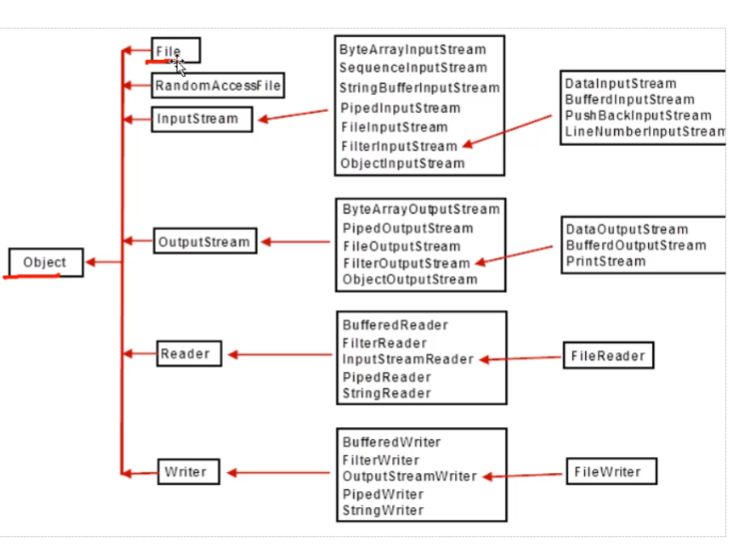 File
RandomAccessFile
InputStream
ByteArrayInputStream
SequenceInputStream
StringBufferInputStream
PipedInputStream
FileInputStream
FilterInputStream
ObjectInputStream
DataInputStream
BufferdInputStream
PushBackInputStream
LineNumberInputStream
Object
OutputStream
ByteArrayOutputStream
PipedOutputStream
FileOutputStream
FilterOutputStream
ObjectOutputStream
DataOutputStream
BufferdOutputStream
PrintStream
Reader
BufferedReader
FilterReader
InputStreamReader
PipedReader
StringReader
FileReader
Writer
BufferedWriter
FilterWriter
OutputStreamWriter
PipedWriter
StringWriter
FileWriter